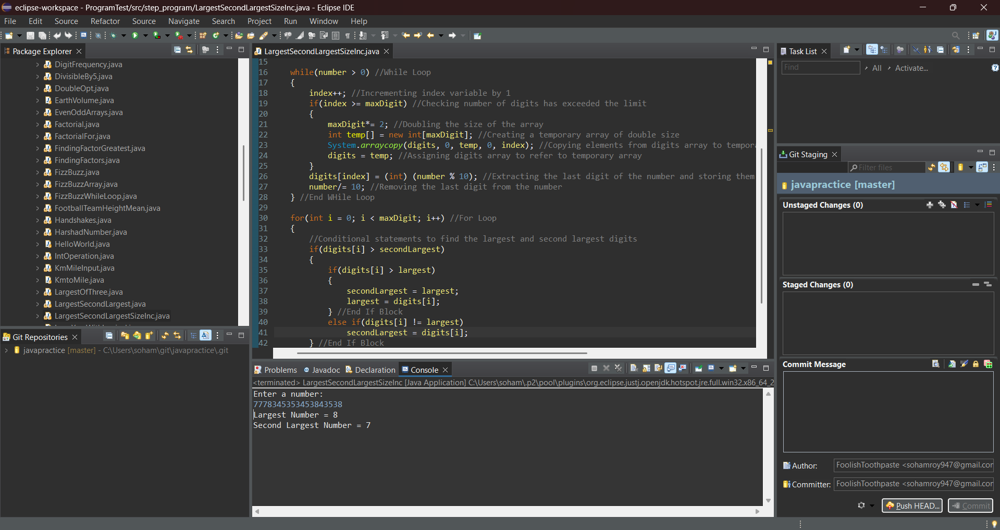 eclipse-workspace - ProgramTest/src/step_program/LargestSecondLargestSizeInc.java - Eclipse IDE
File Edit Source Refactor Source Navigate Search Project Run Window Help
Package Explorer
DigitFrequency.java
DivisibleBy5.java
DoubleOpt.java
EarthVolume.java
EvenOddArrays.java
Factorial.java
FactorialFor.java
FindingFactorGreatest.java
FindingFactors.java
FizzBuzz.java
FizzBuzzArray.java
FizzBuzzWhileLoop.java
FootballTeamHeightMean.java
Handshakes.java
HarshadNumber.java
HelloWorld.java
IntOperation.java
KmMileInput.java
KmtoMile.java
LargestOfThree.java
LargestSecondLargest.java
LargestSecondLargestSizeInc.java
Git Repositories
javapractice [master] - C:\Users\soham\git\javapractice\.git
LargestSecondLargestSizeInc.java
15
16 while(number > 0) //While Loop
17 {
18 index++; //Incrementing index variable by 1
19 if(index >= maxDigit) //Checking number of digits has exceeded the limit
20 {
21 maxDigit*= 2; //Doubling the size of the array
22 int temp[] = new int[maxDigit]; //Creating a temporary array of double size
23 System.arraycopy(digits, 0, temp, 0, index); //Copying elements from digits array to tempor
24 digits = temp; //Assigning digits array to refer to temporary array
25 }
26 digits[index] = (int) (number % 10); //Extracting the last digit of the number and storing them
27 number/= 10; //Removing the last digit from the number
28 } //End WHile Loop
29
30 for(int i = 0; i < maxDigit; i++) //For Loop
31 {
32 //Conditional statements to find the largest and second largest digits
33 if(digits[i] > secondLargest)
34 {
35 if(digits[i] > largest)
36 {
37 secondLargest = largest;
38 largest = digits[i];
39 } //End If Block
40 else if(digits[i] != largest)
41 secondLargest = digits[i];
42 } //End If Block
Problems Javadoc Declaration Console
<terminated> LargestSecondLargestSizeInc [Java Application] C:\Users\soham\.p2\pool\plugins\org.eclipse.justj.openjdk.hotspot.jre.full.win32.x86_64_2
Enter a number:
7778345353453843538
Largest Number = 8
Second Largest Number = 7
Task List
Find All Activate...
Git Staging
Filter files
javapractice [master]
Unstaged Changes (0)
Staged Changes (0)
Commit Message
Author: FoolishToothpaste <sohamroy947@gmail.cor
Committer: FoolishToothpaste <sohamroy947@gmail.cor
Push HEAD... Commit